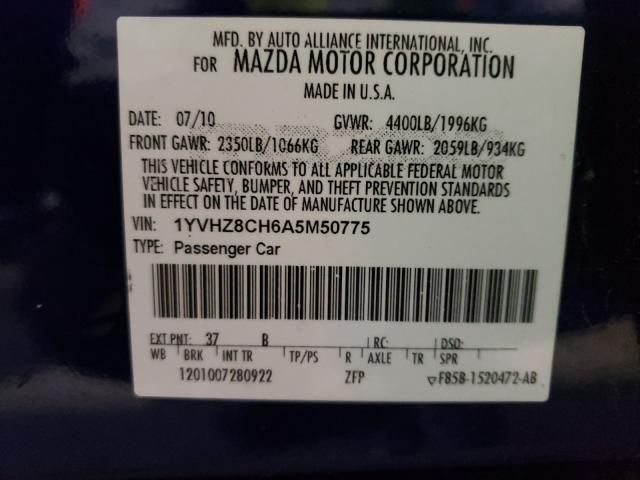 MFD. BY AUTO ALLIANCE INTERNATIONAL, INC.
FOR MAZDA MOTOR CORPORATION
MADE IN U.S.A.
DATE: 07/10 GVWR: 4400LB/1996KG
FRONT GAWR: 2350LB/1066KG REAR GAWR: 2059LB/934KG
THIS VEHICLE CONFORMS TO ALL APPLICABLE FEDERAL MOTOR
VEHICLE SAFETY, BUMPER, AND THEFT PREVENTION STANDARDS
IN EFFECT ON THE DATE OF MANUFACTURE SHOWN ABOVE.
VIN: 1YVHZ8CH6A5M50775
TYPE: Passenger Car
EXT PNT: 37 B RC: DSO:
WB BRK INT TR TP/PS R AXLE TR SPR
1201007280922 ZFP ▽F85B-1520472-AB